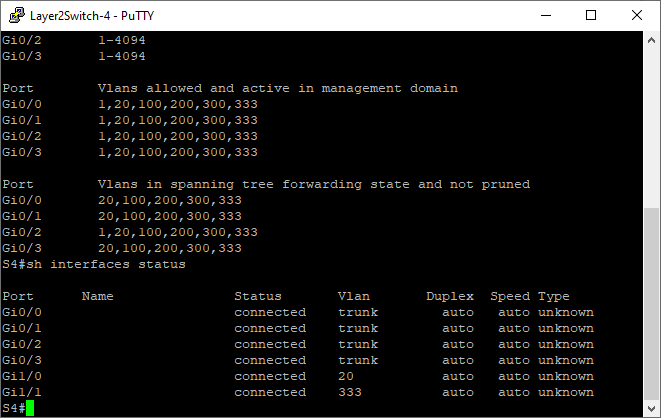 Layer2Switch-4 - PuTTY
Gi0/2 1-4094
Gi0/3 1-4094
Port Vlans allowed and active in management domain
Gi0/0 1,20,100,200,300,333
Gi0/1 1,20,100,200,300,333
Gi0/2 1,20,100,200,300,333
Gi0/3 1,20,100,200,300,333
Port Vlans in spanning tree forwarding state and not pruned
Gi0/0 20,100,200,300,333
Gi0/1 20,100,200,300,333
Gi0/2 1,20,100,200,300,333
Gi0/3 20,100,200,300,333
S4#sh interfaces status
Port Name Status Vlan Duplex Speed Type
Gi0/0 connected trunk auto auto unknown
Gi0/1 connected trunk auto auto unknown
Gi0/2 connected trunk auto auto unknown
Gi0/3 connected trunk auto auto unknown
Gi1/0 connected 20 auto auto unknown
Gi1/1 connected 333 auto auto unknown
S4#